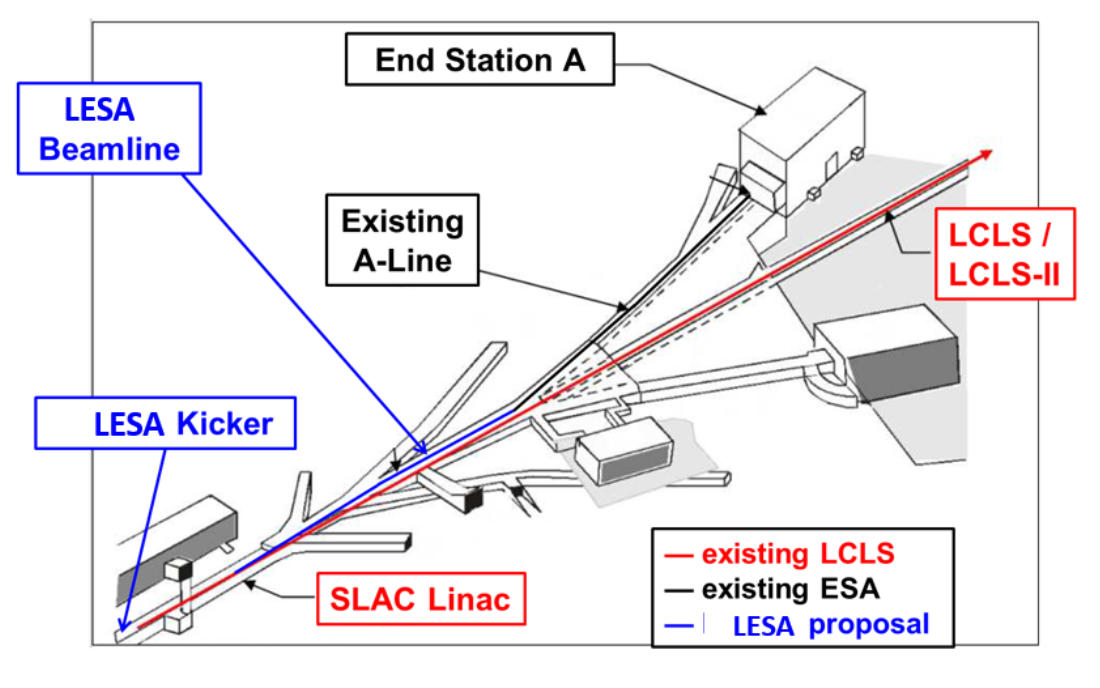 End Station A
LESA
Beamline
Existing
A-Line
LCLS /
LCLS-II
LESA Kicker
SLAC Linac
existing LCLS
existing ESA
LESA proposal